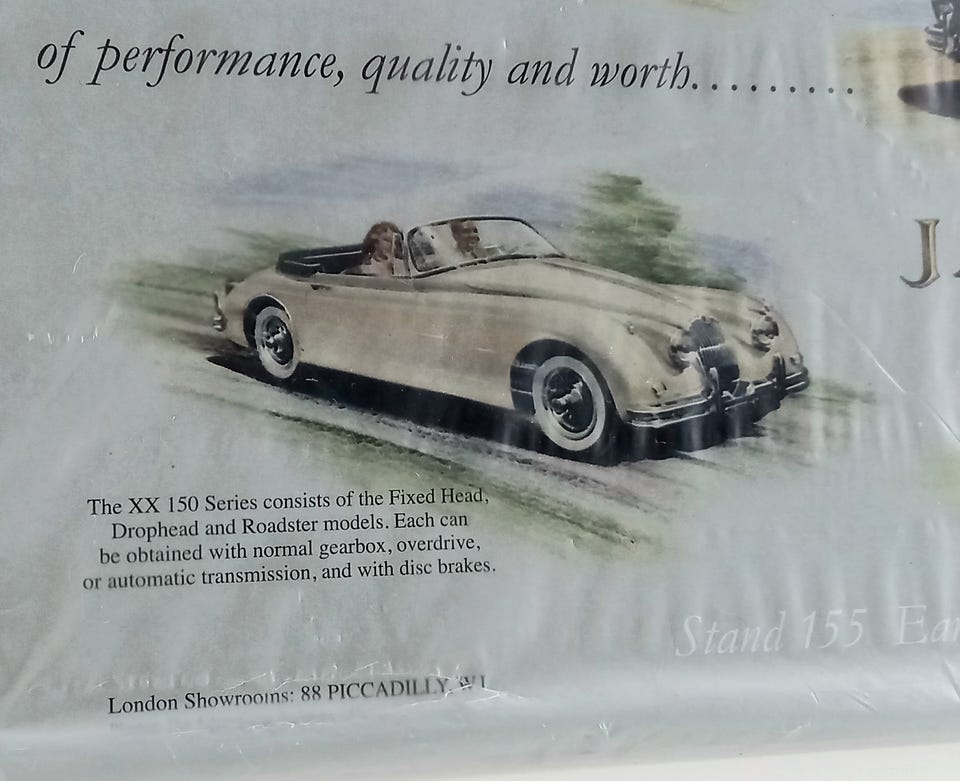 of performance, quality and worth.........
J
The XX 150 Series consists of the Fixed Head,
Drophead and Roadster models. Each can
be obtained with normal gearbox, overdrive,
or automatic transmission, and with disc brakes.
Stand 155 Ear
London Showrooms: 88 PICCADILLY W1